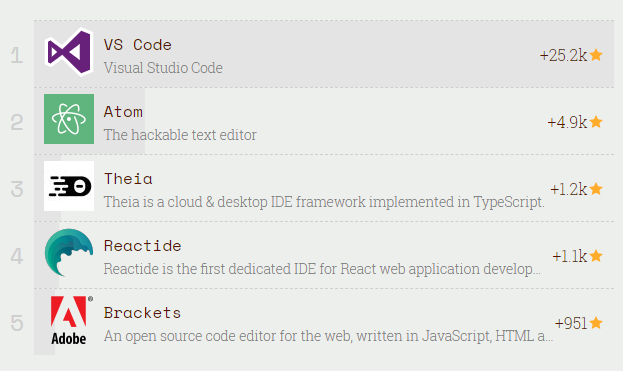 1
VS Code
Visual Studio Code
+25.2k
2
Atom
The hackable text editor
+4.9k
3
Theia
Theia is a cloud & desktop IDE framework implemented in TypeScript.
+1.2k
4
Reactide
Reactide is the first dedicated IDE for React web application develop...
+1.1k
5
Adobe
Brackets
An open source code editor for the web, written in JavaScript, HTML a...
+951